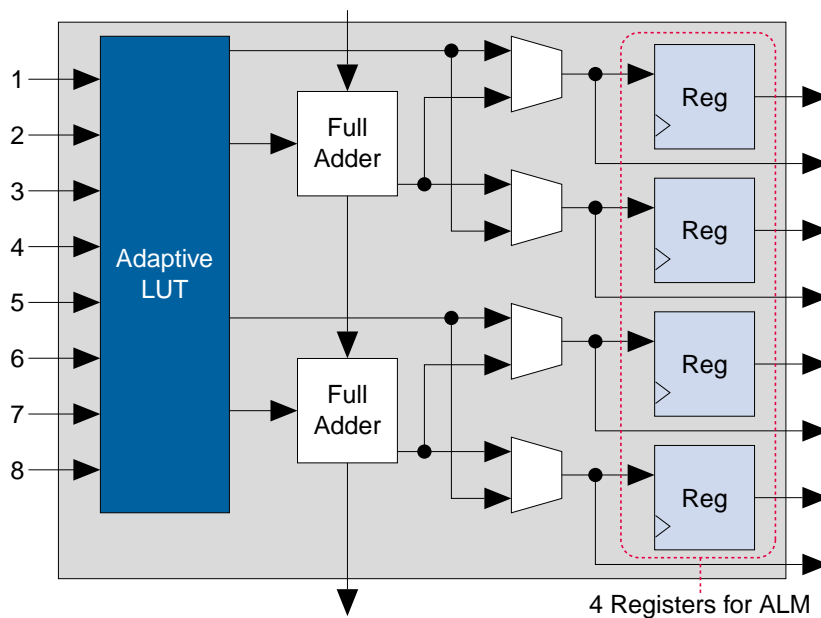 1
2
3
4
5
6
7
8
Adaptive
LUT
Full
Adder
Full
Adder
Reg
Reg
Reg
Reg
4 Registers for ALM